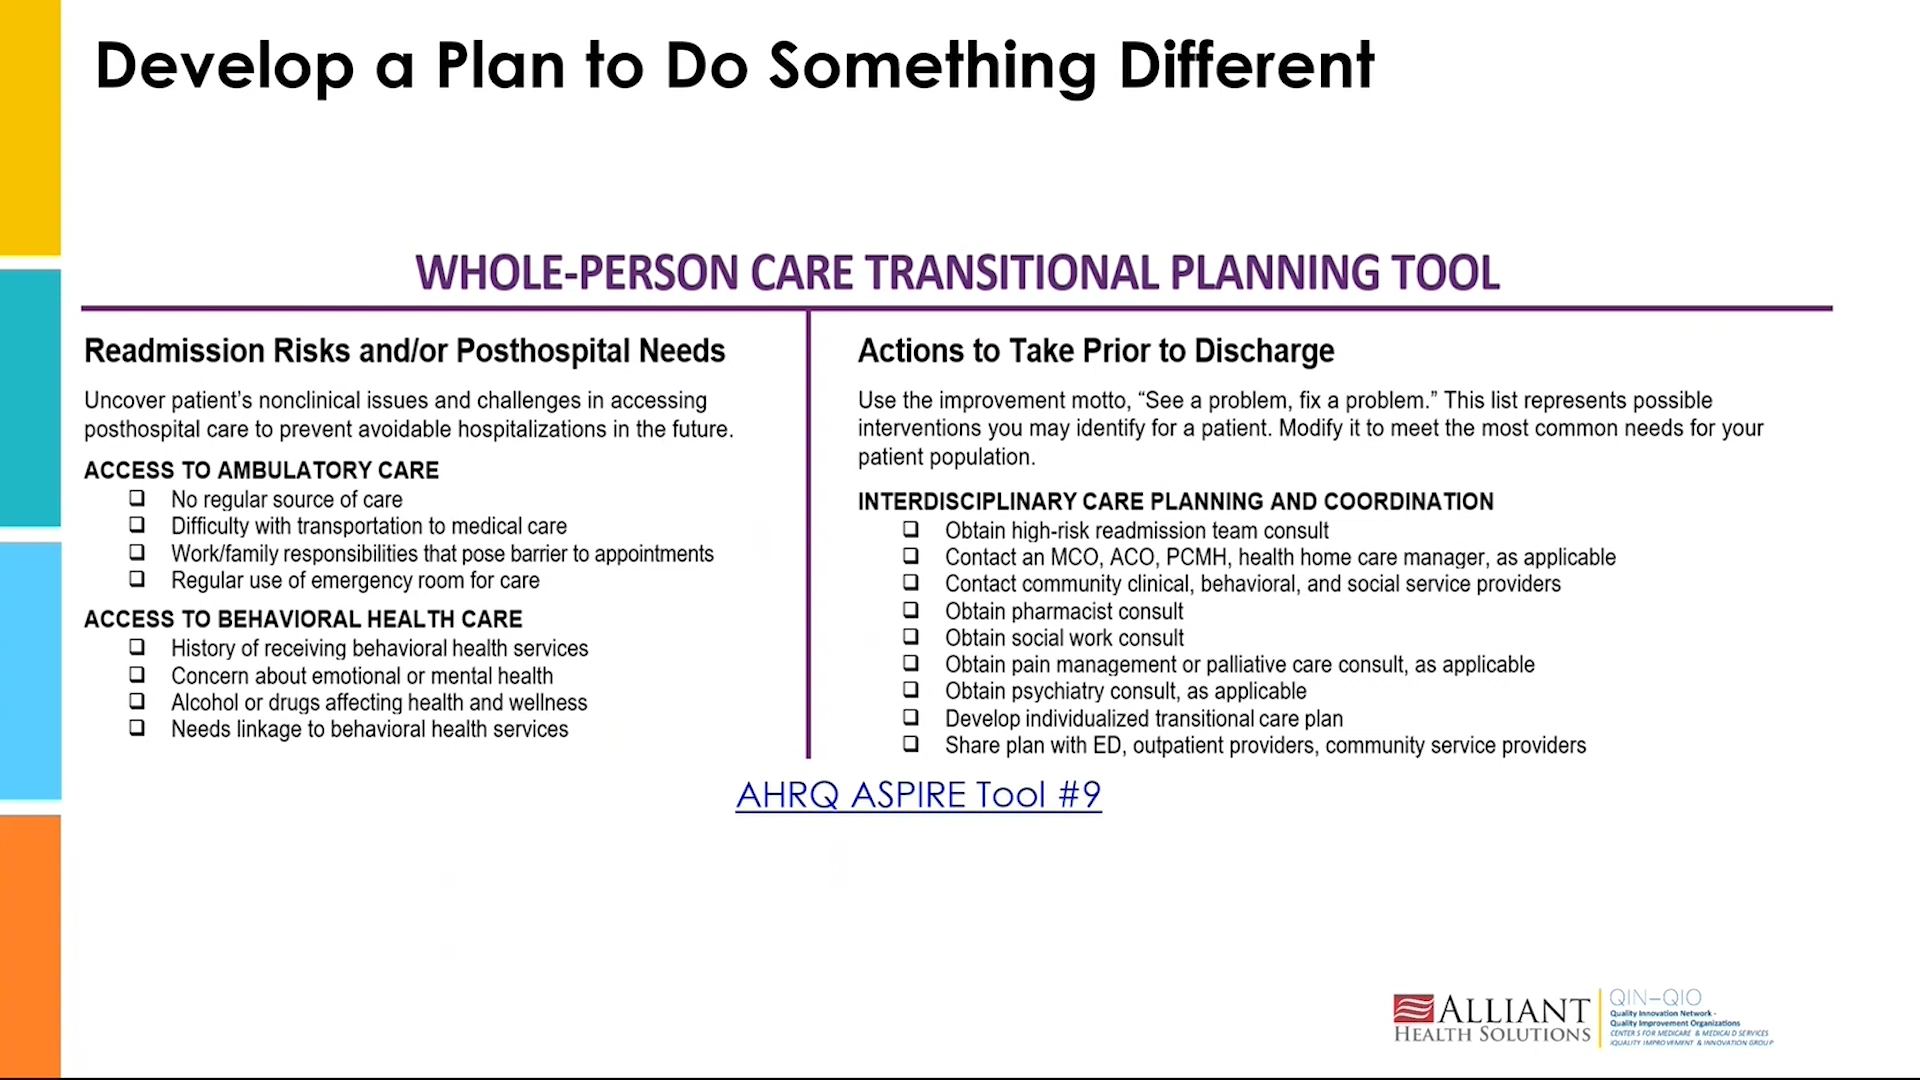 Develop a Plan to Do Something Different
WHOLE-PERSON CARE TRANSITIONAL PLANNING TOOL
Readmission Risks and/or Posthospital Needs
Uncover patient’s nonclinical issues and challenges in accessing
posthospital care to prevent avoidable hospitalizations in the future.
ACCESS TO AMBULATORY CARE
No regular source of care
Difficulty with transportation to medical care
Work/family responsibilities that pose barrier to appointments
Regular use of emergency room for care
ACCESS TO BEHAVIORAL HEALTH CARE
History of receiving behavioral health services
Concern about emotional or mental health
Alcohol or drugs affecting health and wellness
Needs linkage to behavioral health services
Actions to Take Prior to Discharge
Use the improvement motto, “See a problem, fix a problem.” This list represents possible
interventions you may identify for a patient. Modify it to meet the most common needs for your
patient population.
INTERDISCIPLINARY CARE PLANNING AND COORDINATION
Obtain high-risk readmission team consult
Contact an MCO, ACO, PCMH, health home care manager, as applicable
Contact community clinical, behavioral, and social service providers
Obtain pharmacist consult
Obtain social work consult
Obtain pain management or palliative care consult, as applicable
Obtain psychiatry consult, as applicable
Develop individualized transitional care plan
Share plan with ED, outpatient providers, community service providers
AHRQ ASPIRE Tool #9
ALLIANT
HEALTH SOLUTIONS
QIN–QIO
Quality Innovation Network -
Quality Improvement Organizations
CENTERS FOR MEDICARE & MEDICAID SERVICES
iQUALITY IMPROVEMENT & INNOVATION GROUP